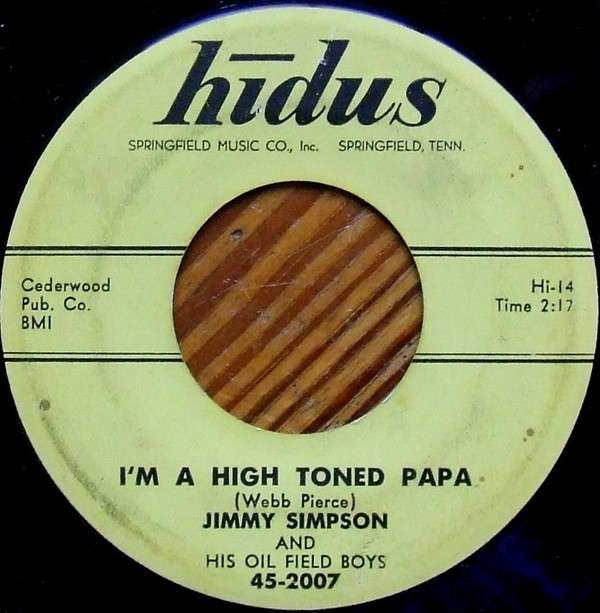 hīdus
SPRINGFIELD MUSIC CO., Inc. SPRINGFIELD, TENN.
Cederwood
Pub. Co.
BMI
Hi-14
Time 2:17
I'M A HIGH TONED PAPA
(Webb Pierce)
JIMMY SIMPSON
AND
HIS OIL FIELD BOYS
45-2007